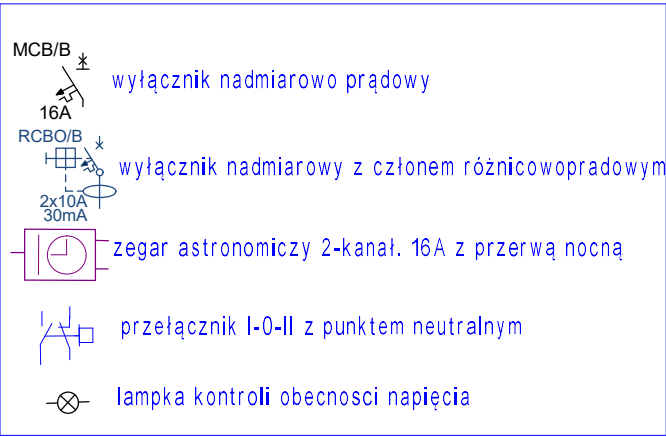 MCB/B
wyłącznik nadmiarowo prądowy
16A
RCBO/B
wyłącznik nadmiarowy z członem różnicowopradowym
2x10A
30mA
zegar astronomiczy 2-kanał. 16A z przerwą nocną
przełącznik I-0-II z punktem neutralnym
lampka kontroli obecnosci napięcia